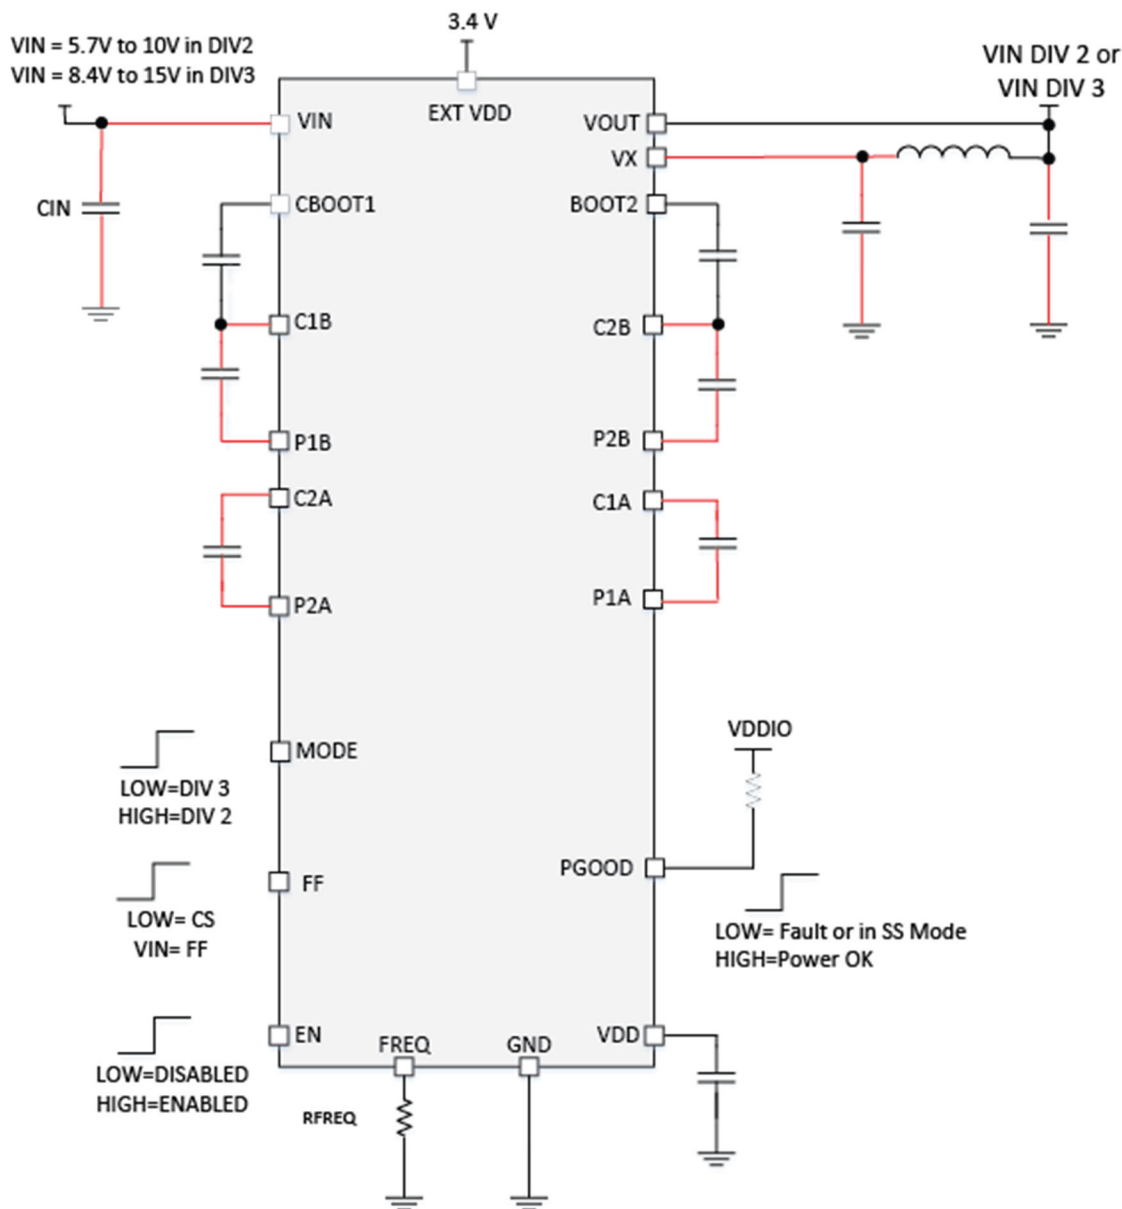 3.4 V
VIN = 5.7V to 10V in DIV2
VIN = 8.4V to 15V in DIV3
VIN DIV 2 or
VIN DIV 3
EXT VDD
VIN
VOUT
VX
CIN
CBOOT1
BOOT2
C1B
C2B
P1B
P2B
C2A
C1A
P2A
P1A
VDDIO
MODE
LOW=DIV 3
HIGH=DIV 2
PGOOD
FF
LOW= CS
VIN= FF
LOW= Fault or in SS Mode
HIGH=Power OK
EN
VDD
FREQ
GND
LOW=DISABLED
HIGH=ENABLED
RFREQ